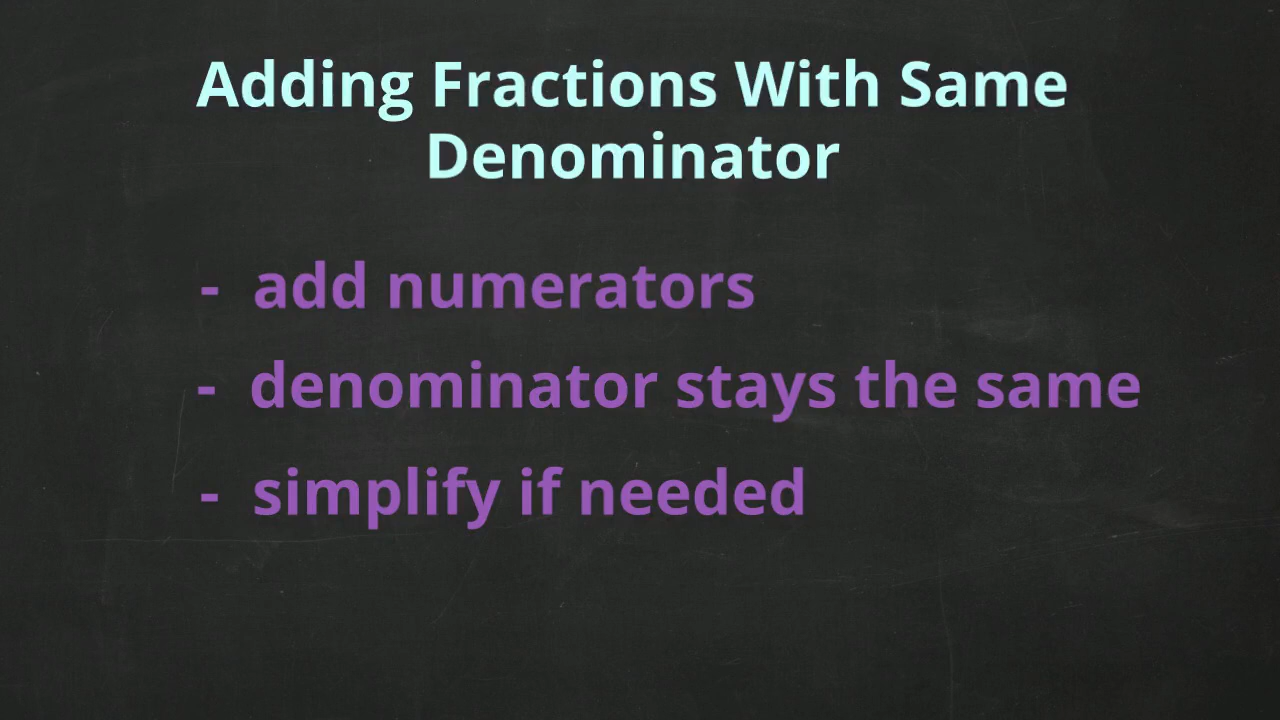 Adding Fractions With Same
Denominator
- add numerators
- denominator stays the same
- simplify if needed